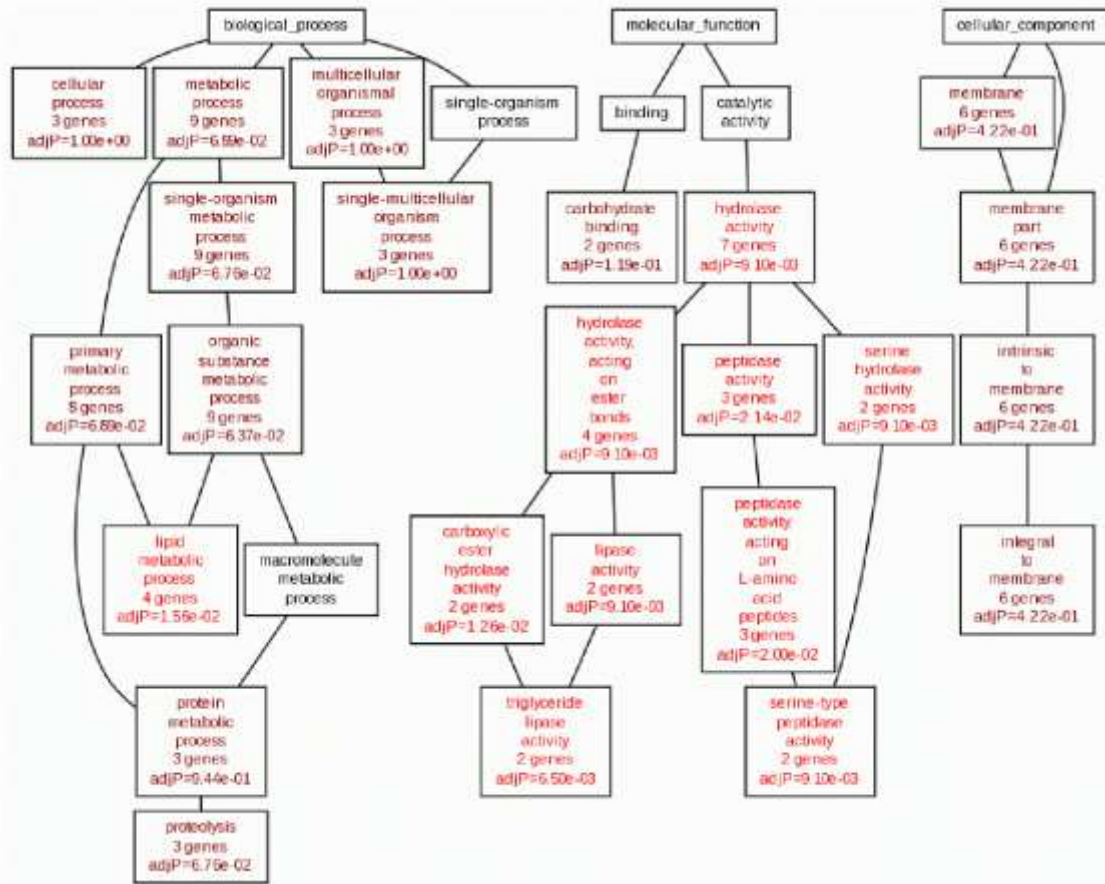 biological_process
cellular
process
3 genes
adjP=1.00e+00
metabolic
process
9 genes
adjP=6.89e-02
multicellular
organismal
process
3 genes
adjP=1.00e+00
single-organism
process
single-organism
metabolic
process
9 genes
adjP=6.76e-02
single-multicellular
organism
process
3 genes
adjP=1.00e+00
primary
metabolic
process
8 genes
adjP=6.89e-02
organic
substance
metabolic
process
9 genes
adjP=6.37e-02
lipid
metabolic
process
4 genes
adjP=1.56e-02
macromolecule
metabolic
process
protein
metabolic
process
3 genes
adjP=9.44e-01
proteolysis
3 genes
adjP=6.76e-02
molecular_function
binding
catalytic
activity
carbohydrate
binding
2 genes
adjP=1.19e-01
hydrolase
activity
7 genes
adjP=9.10e-03
hydrolase
activity,
acting
on
ester
bonds
4 genes
adjP=9.10e-03
peptidase
activity
3 genes
adjP=2.14e-02
serine
hydrolase
activity
2 genes
adjP=9.10e-03
carboxylic
ester
hydrolase
activity
2 genes
adjP=1.26e-02
lipase
activity
2 genes
adjP=9.10e-03
peptidase
activity
acting
on
L-amino
acid
peptides
3 genes
adjP=2.00e-02
triglyceride
lipase
activity
2 genes
adjP=6.50e-03
serine-type
peptidase
activity
2 genes
adjP=9.10e-03
cellular_component
membrane
6 genes
adjP=4.22e-01
membrane
part
6 genes
adjP=4.22e-01
intrinsic
to
membrane
6 genes
adjP=4.22e-01
integral
to
membrane
6 genes
adjP=4.22e-01